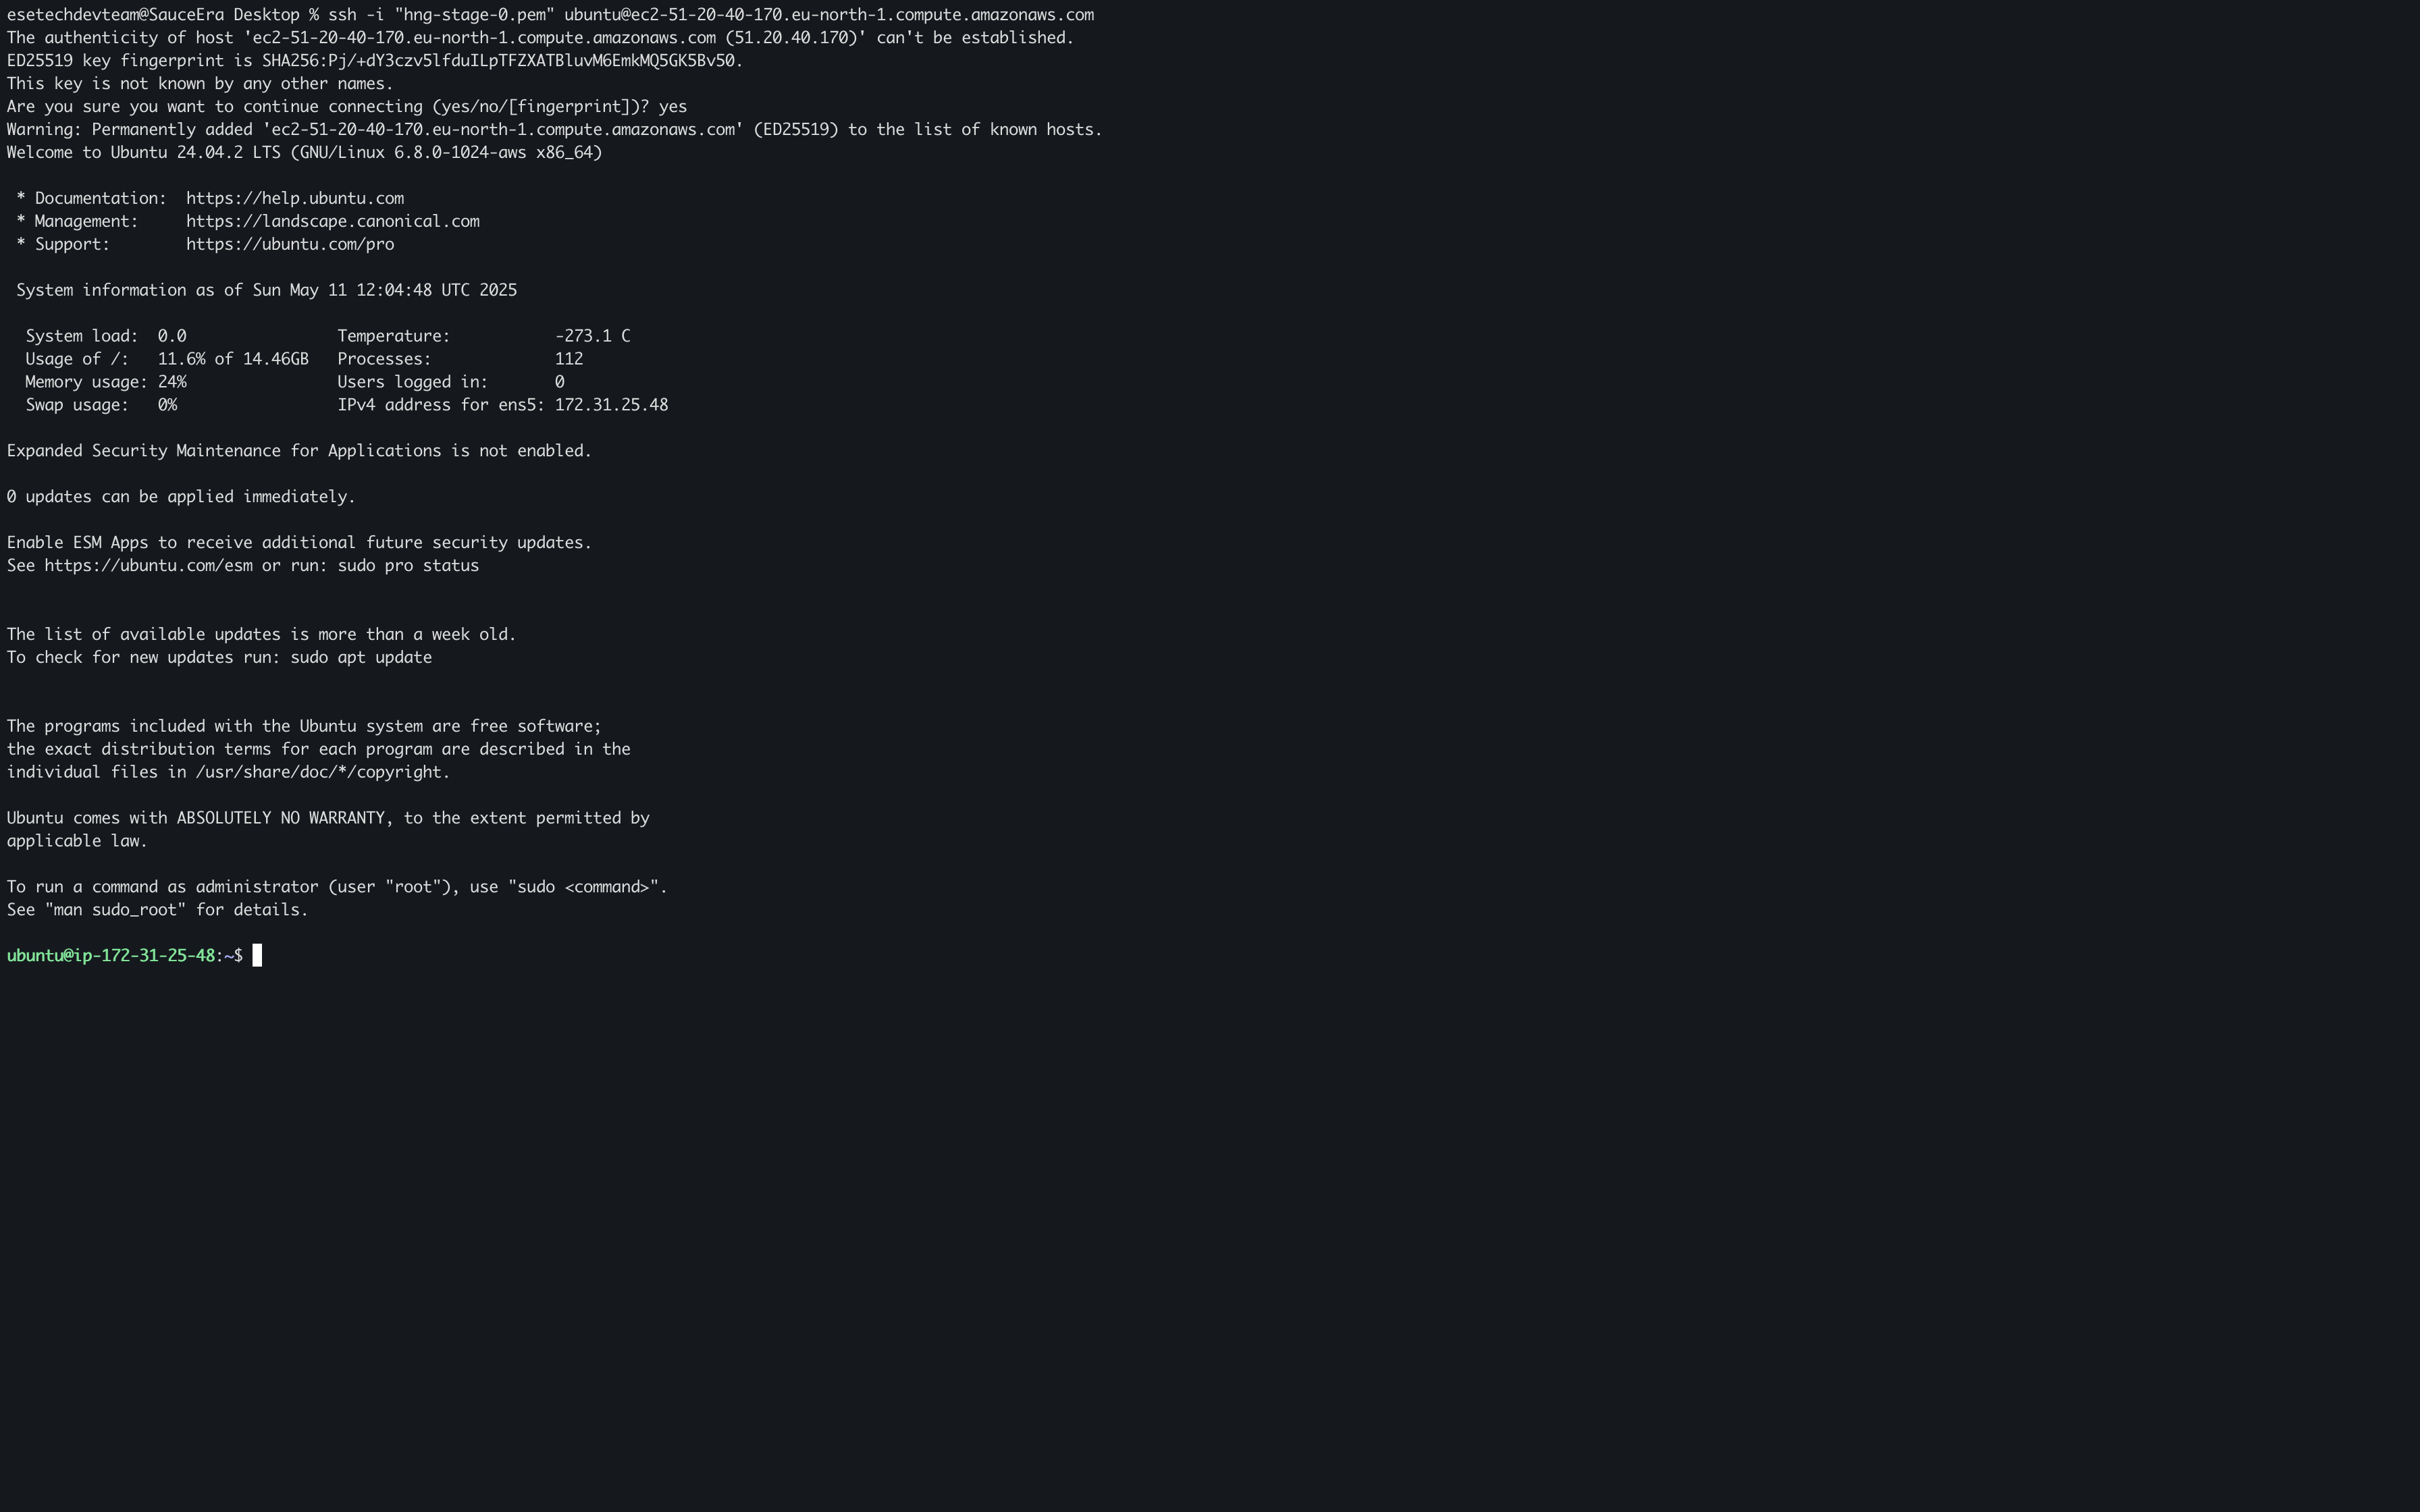 esetechdevteam@SauceEra Desktop % ssh -i "hng-stage-0.pem" ubuntu@ec2-51-20-40-170.eu-north-1.compute.amazonaws.com
The authenticity of host 'ec2-51-20-40-170.eu-north-1.compute.amazonaws.com (51.20.40.170)' can't be established.
ED25519 key fingerprint is SHA256:Pj/+dY3czv5lfduILpTFZXATBluvM6EmkMQ5GK5Bv50.
This key is not known by any other names.
Are you sure you want to continue connecting (yes/no/[fingerprint])? yes
Warning: Permanently added 'ec2-51-20-40-170.eu-north-1.compute.amazonaws.com' (ED25519) to the list of known hosts.
Welcome to Ubuntu 24.04.2 LTS (GNU/Linux 6.8.0-1024-aws x86_64)

 * Documentation:  https://help.ubuntu.com
 * Management:     https://landscape.canonical.com
 * Support:        https://ubuntu.com/pro

 System information as of Sun May 11 12:04:48 UTC 2025

  System load:  0.0                Temperature:           -273.1 C
  Usage of /:   11.6% of 14.46GB   Processes:             112
  Memory usage: 24%                Users logged in:       0
  Swap usage:   0%                 IPv4 address for ens5: 172.31.25.48

Expanded Security Maintenance for Applications is not enabled.

0 updates can be applied immediately.

Enable ESM Apps to receive additional future security updates.
See https://ubuntu.com/esm or run: sudo pro status


The list of available updates is more than a week old.
To check for new updates run: sudo apt update


The programs included with the Ubuntu system are free software;
the exact distribution terms for each program are described in the
individual files in /usr/share/doc/*/copyright.

Ubuntu comes with ABSOLUTELY NO WARRANTY, to the extent permitted by
applicable law.

To run a command as administrator (user "root"), use "sudo <command>".
See "man sudo_root" for details.

ubuntu@ip-172-31-25-48:~$